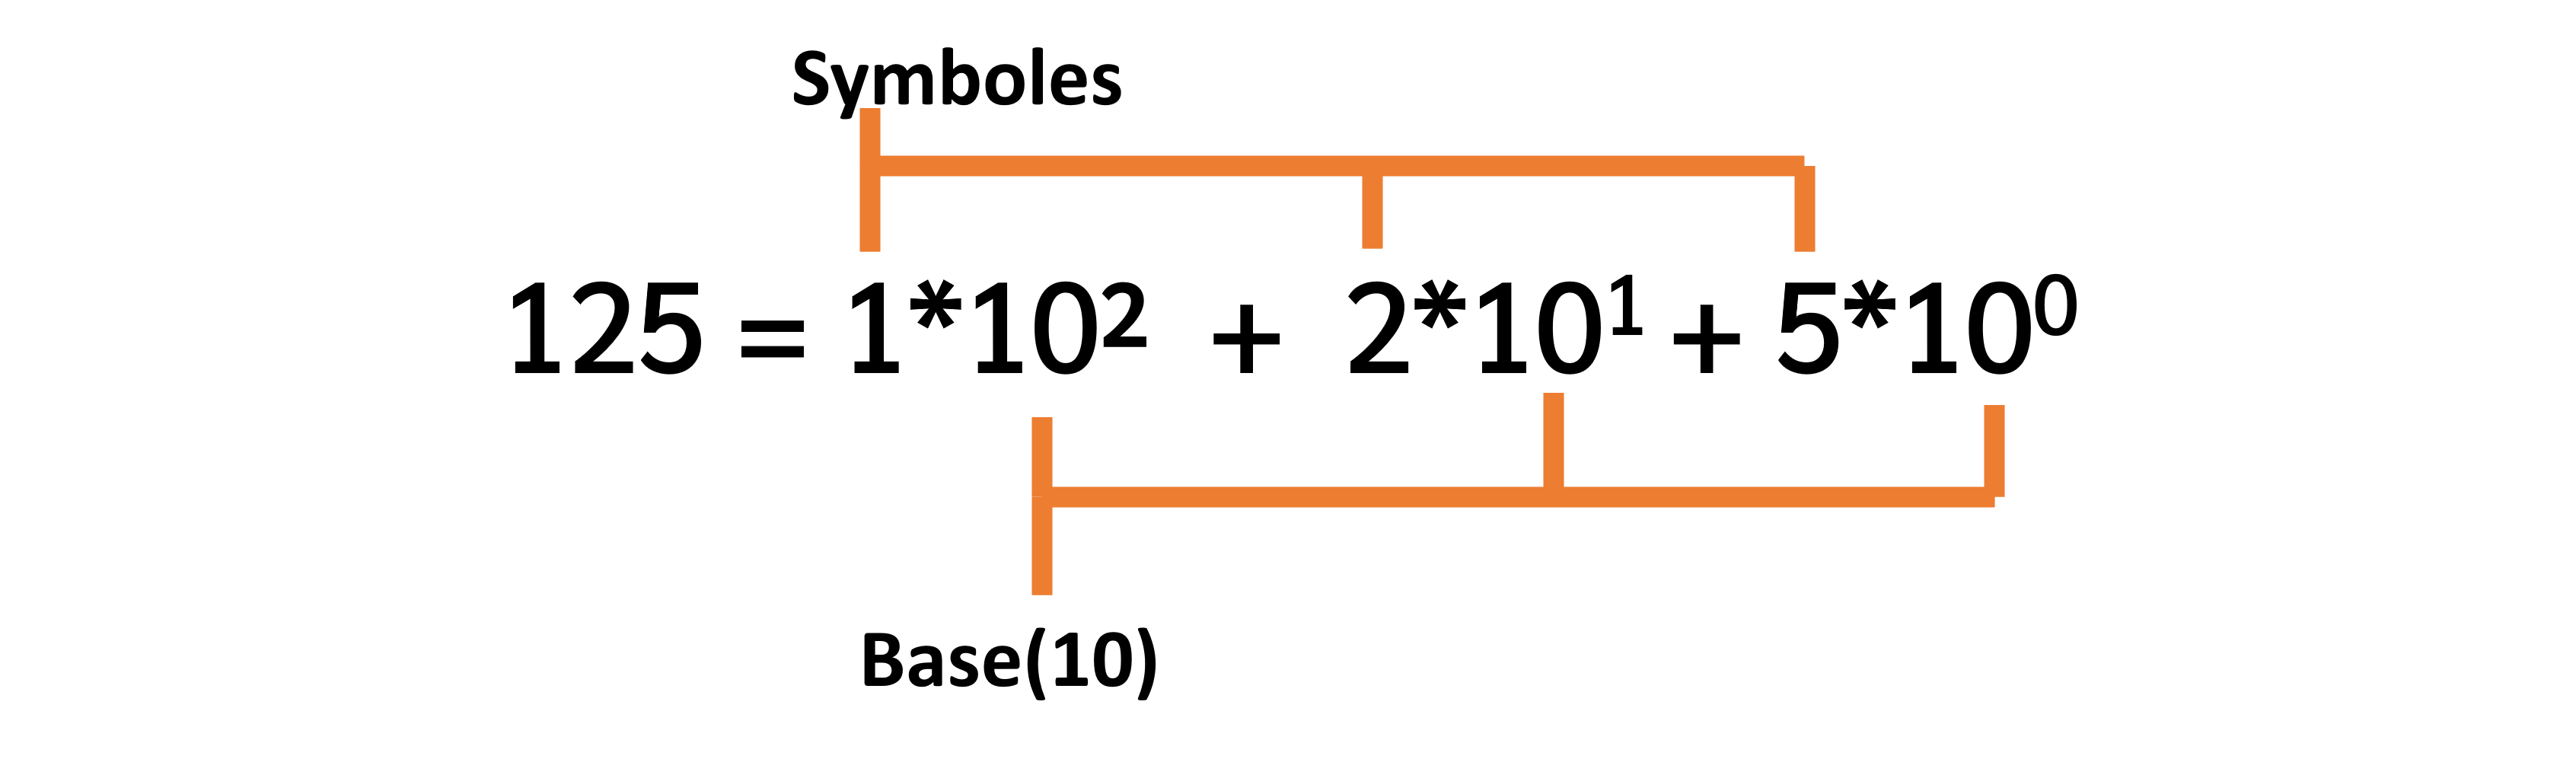 Symboles
125 = 1*10² + 2*10¹ + 5*10⁰
Base(10)